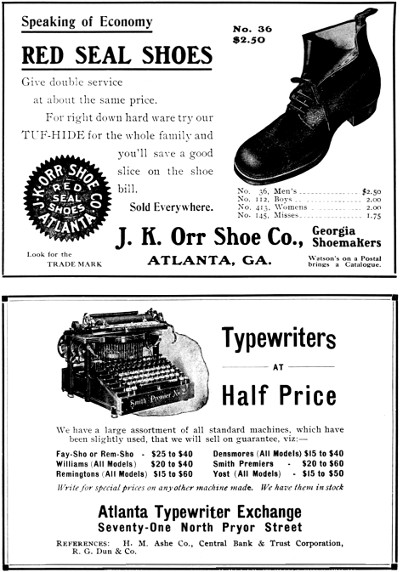 Speaking of Economy
RED SEAL SHOES
Give double service
at about the same price.
For right down hard ware try our
TUF-HIDE for the whole family and
you'll save a good
slice on the shoe
bill.
Sold Everywhere.
J. K. ORR SHOE CO.
RED
SEAL
SHOES
ATLANTA
Look for the
TRADE MARK
No. 36
$2.50
No. 36, Men's $2.50
No. 112, Boys 2.00
No. 413, Womens 2.00
No. 145, Misses 1.75
J. K. Orr Shoe Co., Georgia Shoemakers
ATLANTA, GA.
Watson's on a Postal
brings a Catalogue.
Smith Premier No. 2
Typewriters
AT
Half Price
We have a large assortment of all standard machines, which have
been slightly used, that we will sell on guarantee, viz:—
Fay-Sho or Rem-Sho - $25 to $40 Densmores (All Models) $15 to $40
Williams (All Models) $20 to $40 Smith Premiers - $20 to $60
Remingtons (All Models) $15 to $60 Yost (All Models) - $15 to $50
Write for special prices on any other machine made. We have them in stock
Atlanta Typewriter Exchange
Seventy-One North Pryor Street
REFERENCES: H. M. Ashe Co., Central Bank & Trust Corporation,
R. G. Dun & Co.